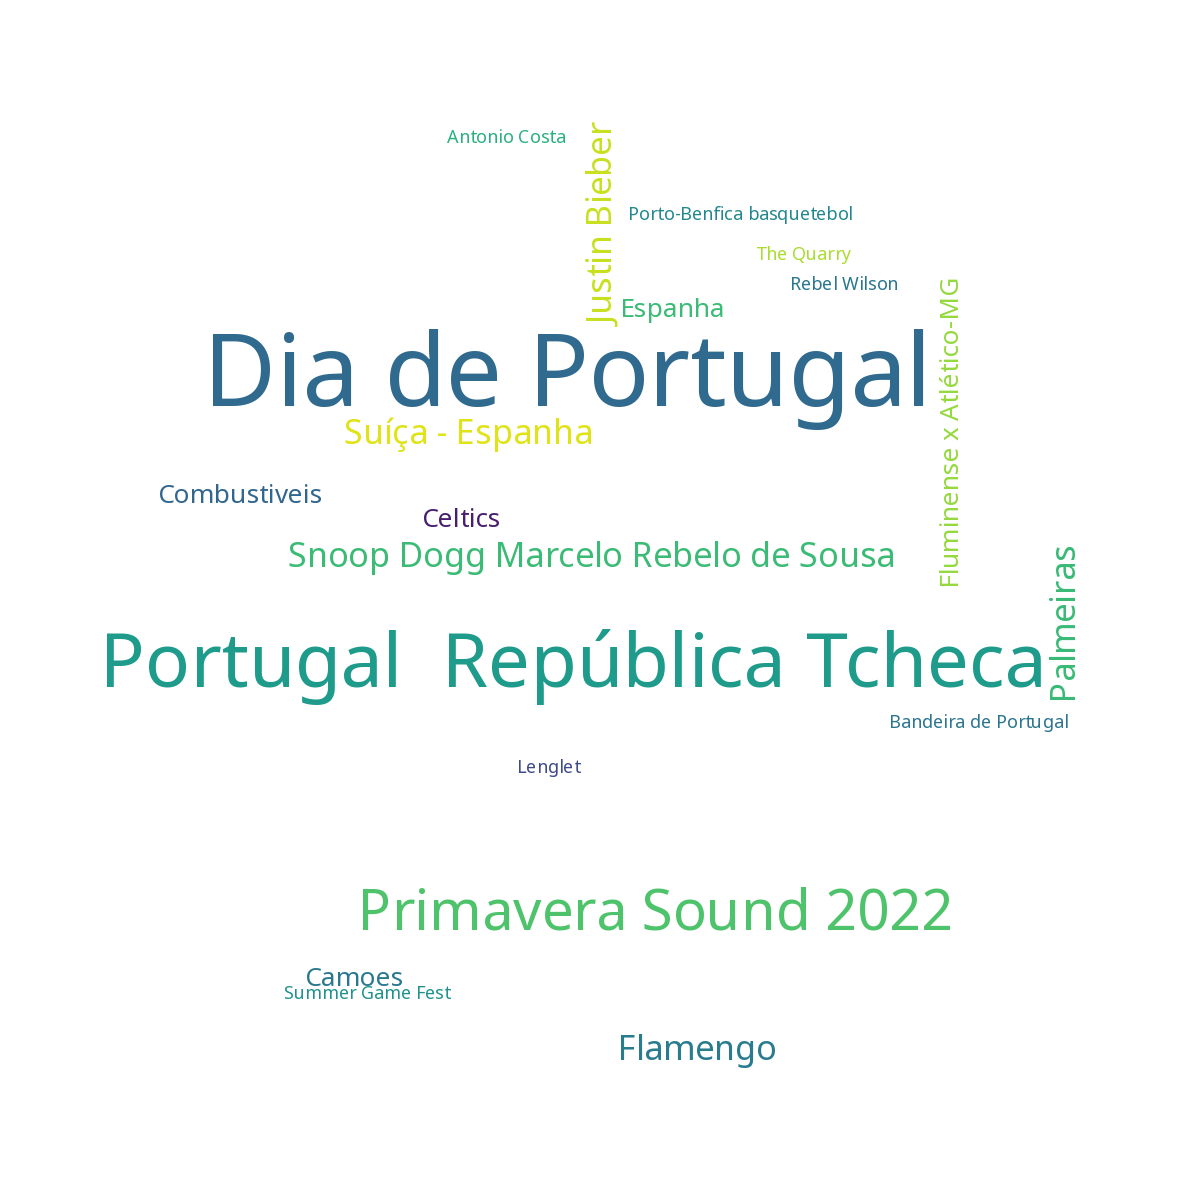 Antonio Costa
Justin Bieber
Porto-Benfica basquetebol
The Quarry
Rebel Wilson
Espanha
Fluminense x Atlético-MG
Dia de Portugal
Suíça - Espanha
Combustiveis
Celtics
Snoop Dogg Marcelo Rebelo de Sousa
Palmeiras
Portugal República Tcheca
Bandeira de Portugal
Lenglet
Primavera Sound 2022
Camoes
Summer Game Fest
Flamengo